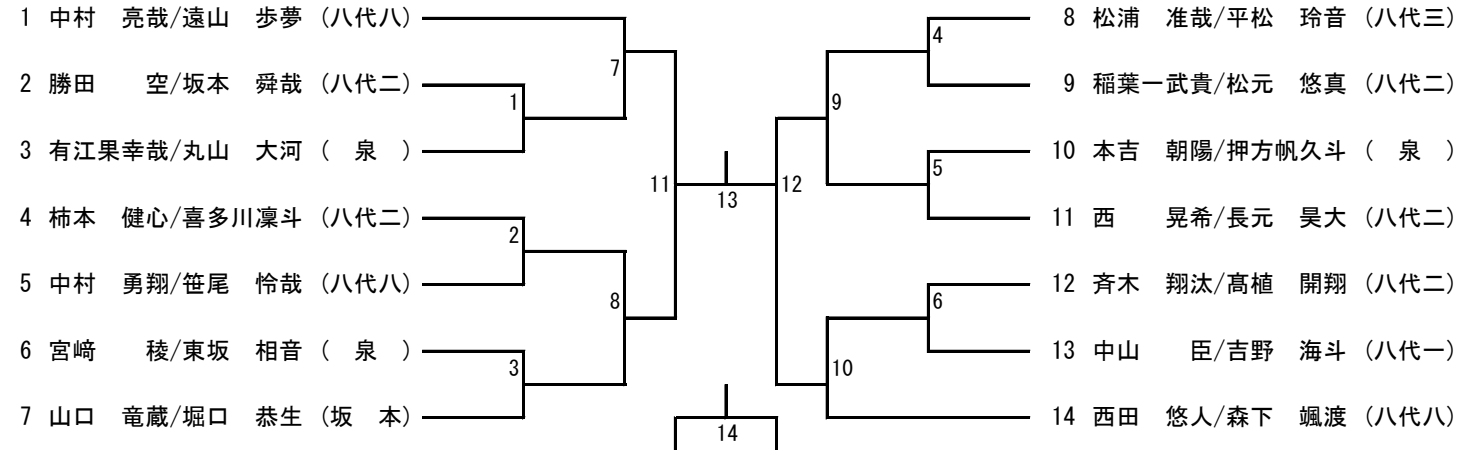 1 中村　亮哉/遠山　歩夢 (八代八)
7
2 勝田　　空/坂本　舜哉 (八代二)
1
3 有江果幸哉/丸山　大河 (　泉　)
11
4 柿本　健心/喜多川凜斗 (八代二)
2
5 中村　勇翔/笹尾　怜哉 (八代八)
8
6 宮﨑　　稜/東坂　相音 (　泉　)
3
7 山口　竜蔵/堀口　恭生 (坂　本)
13
14
8 松浦　准哉/平松　玲音 (八代三)
4
9 稲葉一武貴/松元　悠真 (八代二)
9
10 本吉　朝陽/押方帆久斗 (　泉　)
5
12
11 西　　晃希/長元　昊大 (八代二)
12 斉木　翔汰/髙植　開翔 (八代二)
6
13 中山　　臣/吉野　海斗 (八代一)
10
14 西田　悠人/森下　颯渡 (八代八)